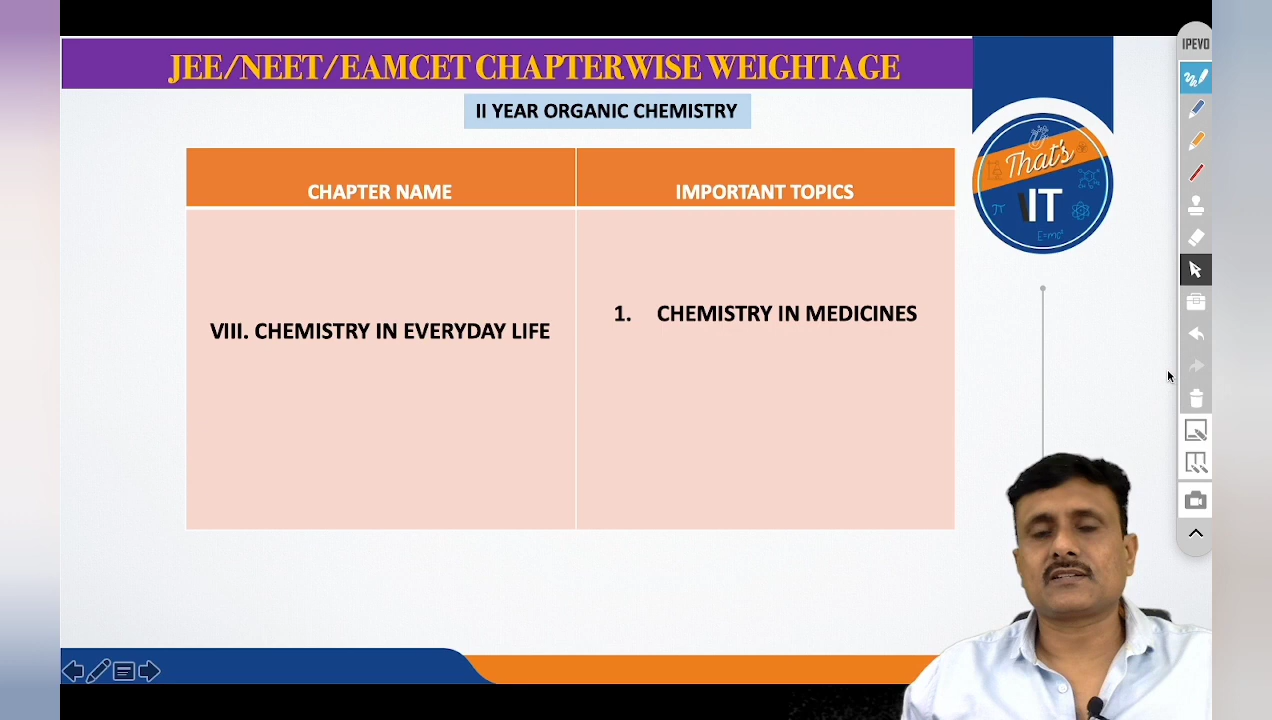 JEE/NEET/EAMCET CHAPTERWISE WEIGHTAGE
II YEAR ORGANIC CHEMISTRY
CHAPTER NAME
IMPORTANT TOPICS
VIII. CHEMISTRY IN EVERYDAY LIFE
1. CHEMISTRY IN MEDICINES
That's
IT
π
E=mc²
IPEVO